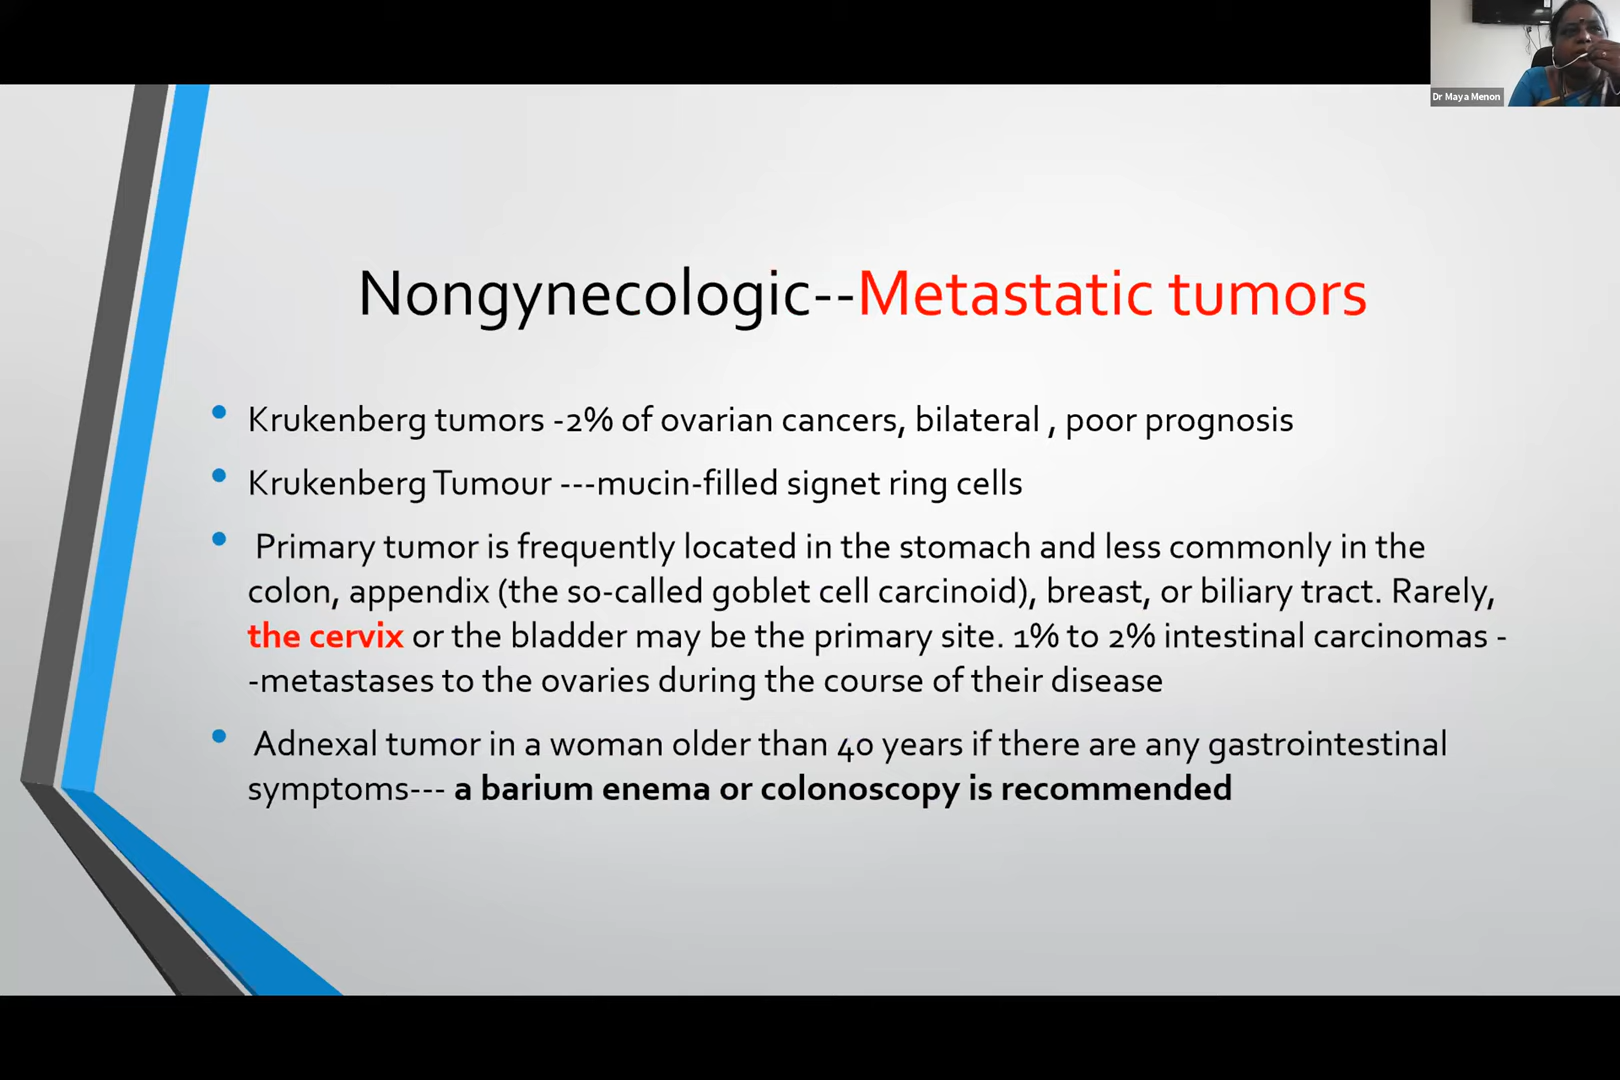 Dr Maya Menon
Nongynecologic--Metastatic tumors
• Krukenberg tumors -2% of ovarian cancers, bilateral , poor prognosis
• Krukenberg Tumour ---mucin-filled signet ring cells
• Primary tumor is frequently located in the stomach and less commonly in the
colon, appendix (the so-called goblet cell carcinoid), breast, or biliary tract. Rarely,
the cervix or the bladder may be the primary site. 1% to 2% intestinal carcinomas -
-metastases to the ovaries during the course of their disease
• Adnexal tumor in a woman older than 40 years if there are any gastrointestinal
symptoms--- a barium enema or colonoscopy is recommended